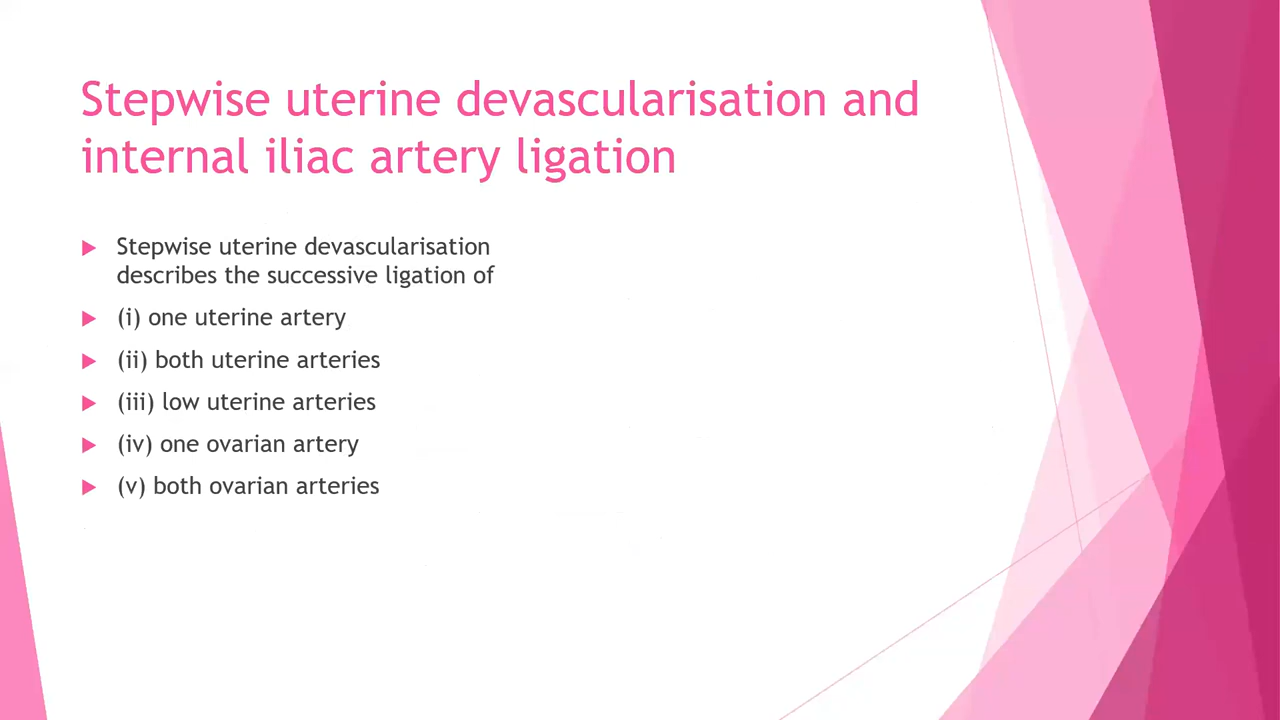 Stepwise uterine devascularisation and
internal iliac artery ligation
Stepwise uterine devascularisation
describes the successive ligation of
(i) one uterine artery
(ii) both uterine arteries
(iii) low uterine arteries
(iv) one ovarian artery
(v) both ovarian arteries